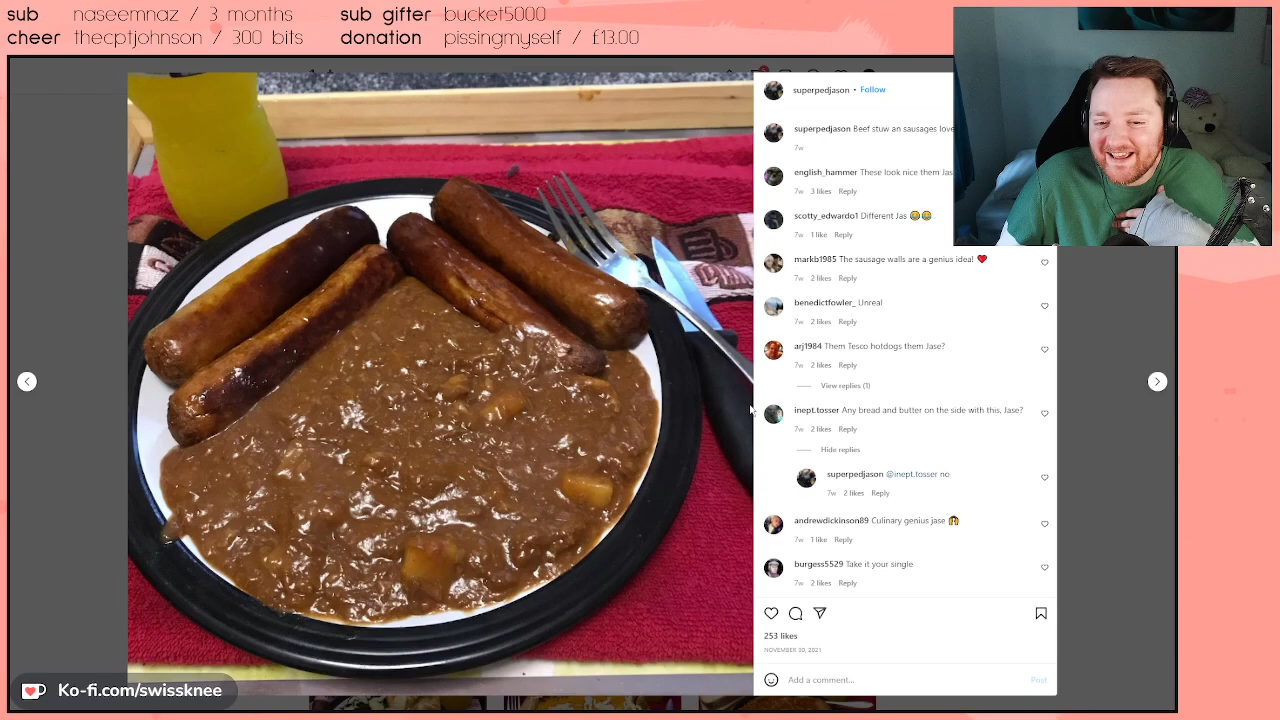 sub
cheer thecptjohnson / 300 bits
sub gifter bucket5000
donation pissingmyself / £13.00
superpedjason • Follow
superpedjason Beef stuw an sausages love
7w
english_hammer These look nice them Jas
7w 3 likes Reply
scotty_edwardo1 Different Jas 😂😂
7w 1 like Reply
markb1985 The sausage walls are a genius idea! ♥
7w 2 likes Reply
benedictfowler_ Unreal
7w 2 likes Reply
arj1984 Them Tesco hotdogs them Jase?
7w 2 likes Reply
View replies (1)
inept.tosser Any bread and butter on the side with this, Jase?
7w 2 likes Reply
Hide replies
superpedjason @inept.tosser no
7w 2 likes Reply
andrewdickinson89 Culinary genius jase
7w 1 like Reply
burgess5529 Take it your single
7w 2 likes Reply
253 likes
NOVEMBER 30, 2021
Add a comment... Post
Ko-fi.com/wissknee